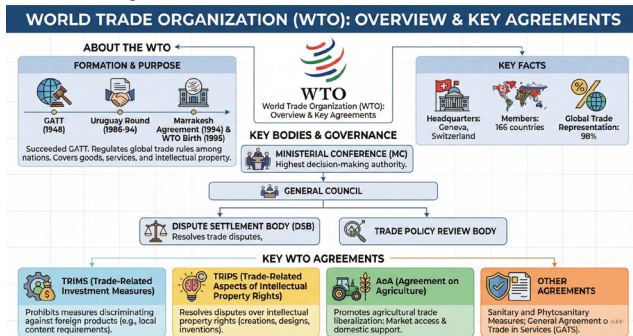 WORLD TRADE ORGANIZATION (WTO): OVERVIEW & KEY AGREEMENTS
ABOUT THE WTO
FORMATION & PURPOSE
GATT
(1948)
Uruguay Round
(1986-94)
Marrakesh
Agreement (1994) &
WTO Birth (1995)
Succeeded GATT. Regulates global trade rules among
nations. Covers goods, services, and intellectual property.
WTO
World Trade Organization (WTO):
Overview & Key Agreements
KEY FACTS
Headquarters:
Geneva,
Switzerland
Members:
166 countries
Global Trade
Representation:
98%
KEY BODIES & GOVERNANCE
MINISTERIAL CONFERENCE (MC)
Highest decision-making authority.
GENERAL COUNCIL
DISPUTE SETTLEMENT BODY (DSB)
Resolves trade disputes,
TRADE POLICY REVIEW BODY
KEY WTO AGREEMENTS
TRIMS (Trade-Related
Investment Measures)
Prohibits measures discriminating
against foreign products (e.g., local
content requirements).
TRIPS (Trade-Related
Aspects of Intellectual
Property Rights)
Resolves disputes over intellectual
property rights (creations, designs,
inventions).
AoA (Agreement on
Agriculture)
Promotes agricultural trade
liberalization: Market access &
domestic support.
OTHER
AGREEMENTS
Sanitary and Phytosanitary
Measures; General Agreement o
Trade in Services (GATS).